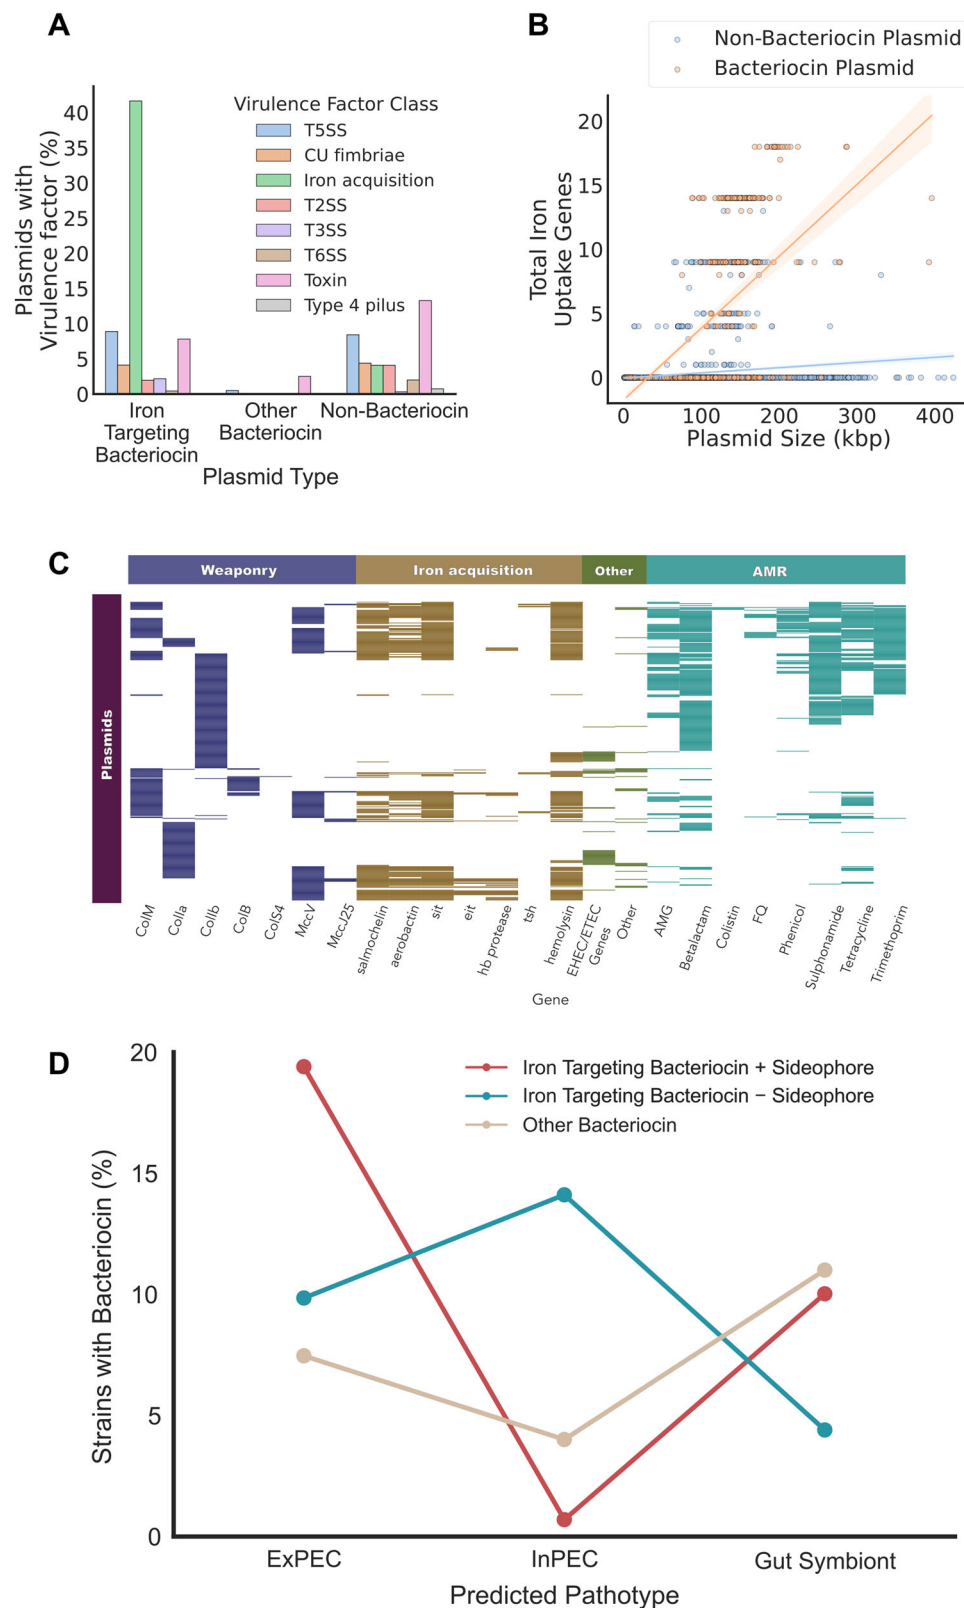 A
Plasmids with
Virulence factor (%)
40
35
30
25
20
15
10
5
0
Virulence Factor Class
T5SS
CU fimbriae
Iron acquisition
T2SS
T3SS
T6SS
Toxin
Type 4 pilus
Iron
Targeting
Bacteriocin
Other
Bacteriocin
Non-Bacteriocin
Plasmid Type
B
Non-Bacteriocin Plasmid
Bacteriocin Plasmid
Total Iron
Uptake Genes
20
15
10
5
0
0 100 200 300 400
Plasmid Size (kbp)
C
Weaponry Iron acquisition Other AMR
Plasmids
ColM
ColIa
ColIb
ColB
ColS4
MccV
MccJ25
salmochelin
aerobactin
sit
eit
hb protease
tsh
hemolysin
EHEC/ETEC
Genes
Other
AMG
Betalactam
Colistin
FQ
Phenicol
Sulphonamide
Tetracycline
Trimethoprim
Gene
D
Iron Targeting Bacteriocin + Sideophore
Iron Targeting Bacteriocin − Sideophore
Other Bacteriocin
Strains with Bacteriocin (%)
20
15
10
5
0
ExPEC InPEC Gut Symbiont
Predicted Pathotype